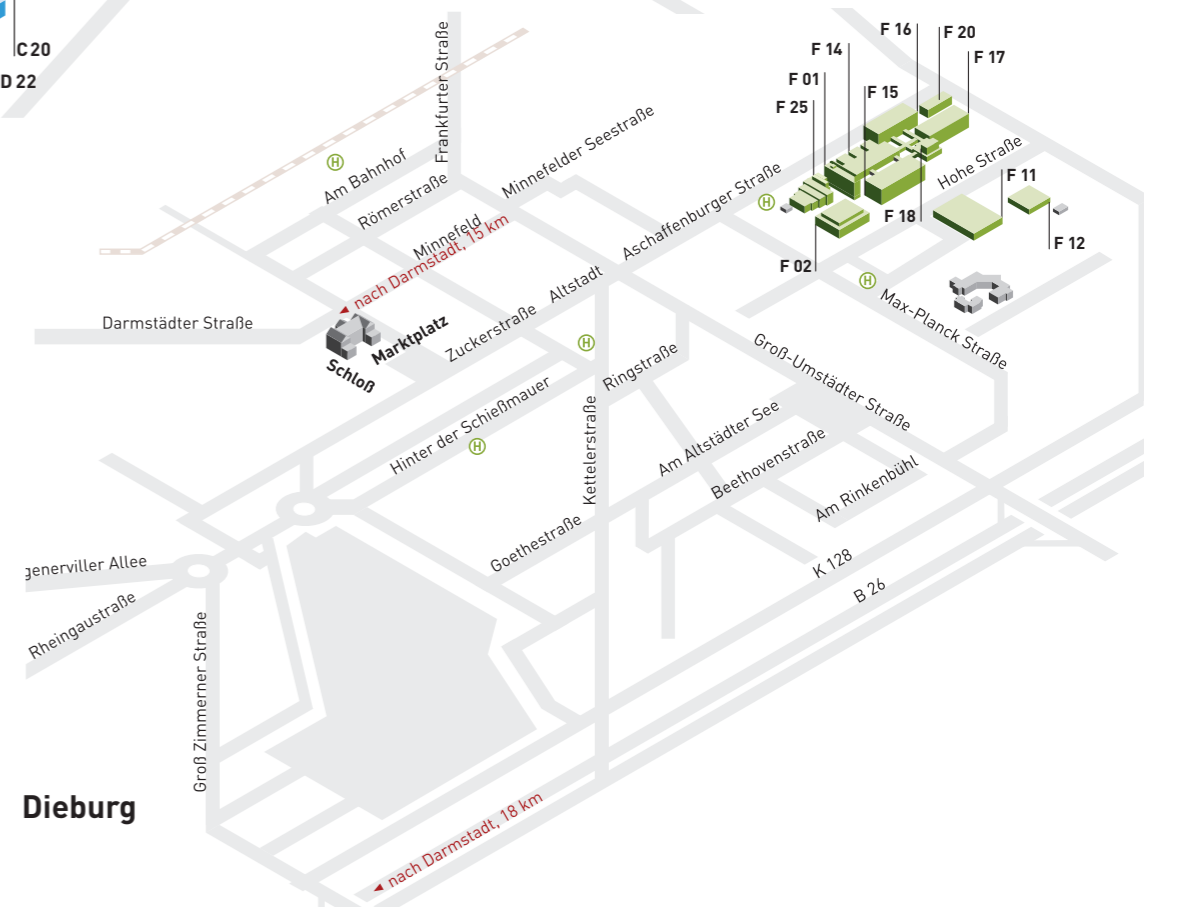 C 20
D 22
F 16
F 20
F 14
F 17
F 01
F 15
F 25
Frankfurter Straße
H
Am Bahnhof
Minnefelder Seestraße
Römerstraße
Hohe Straße
Aschaffenburger Straße
F 11
H
Minnefeld
F 18
F 12
nach Darmstadt, 15 km
F 02
Altstadt
H
Max-Planck Straße
Darmstädter Straße
Marktplatz
Schloß
Zuckerstraße
H
Ringstraße
Groß-Umstädter Straße
Hinter der Schießmauer
H
Kettelerstraße
Am Altstädter See
Beethovenstraße
Am Rinkenbühl
Goethestraße
K 128
B 26
generviller Allee
Rheingaustraße
Groß Zimmerner Straße
Dieburg
nach Darmstadt, 18 km